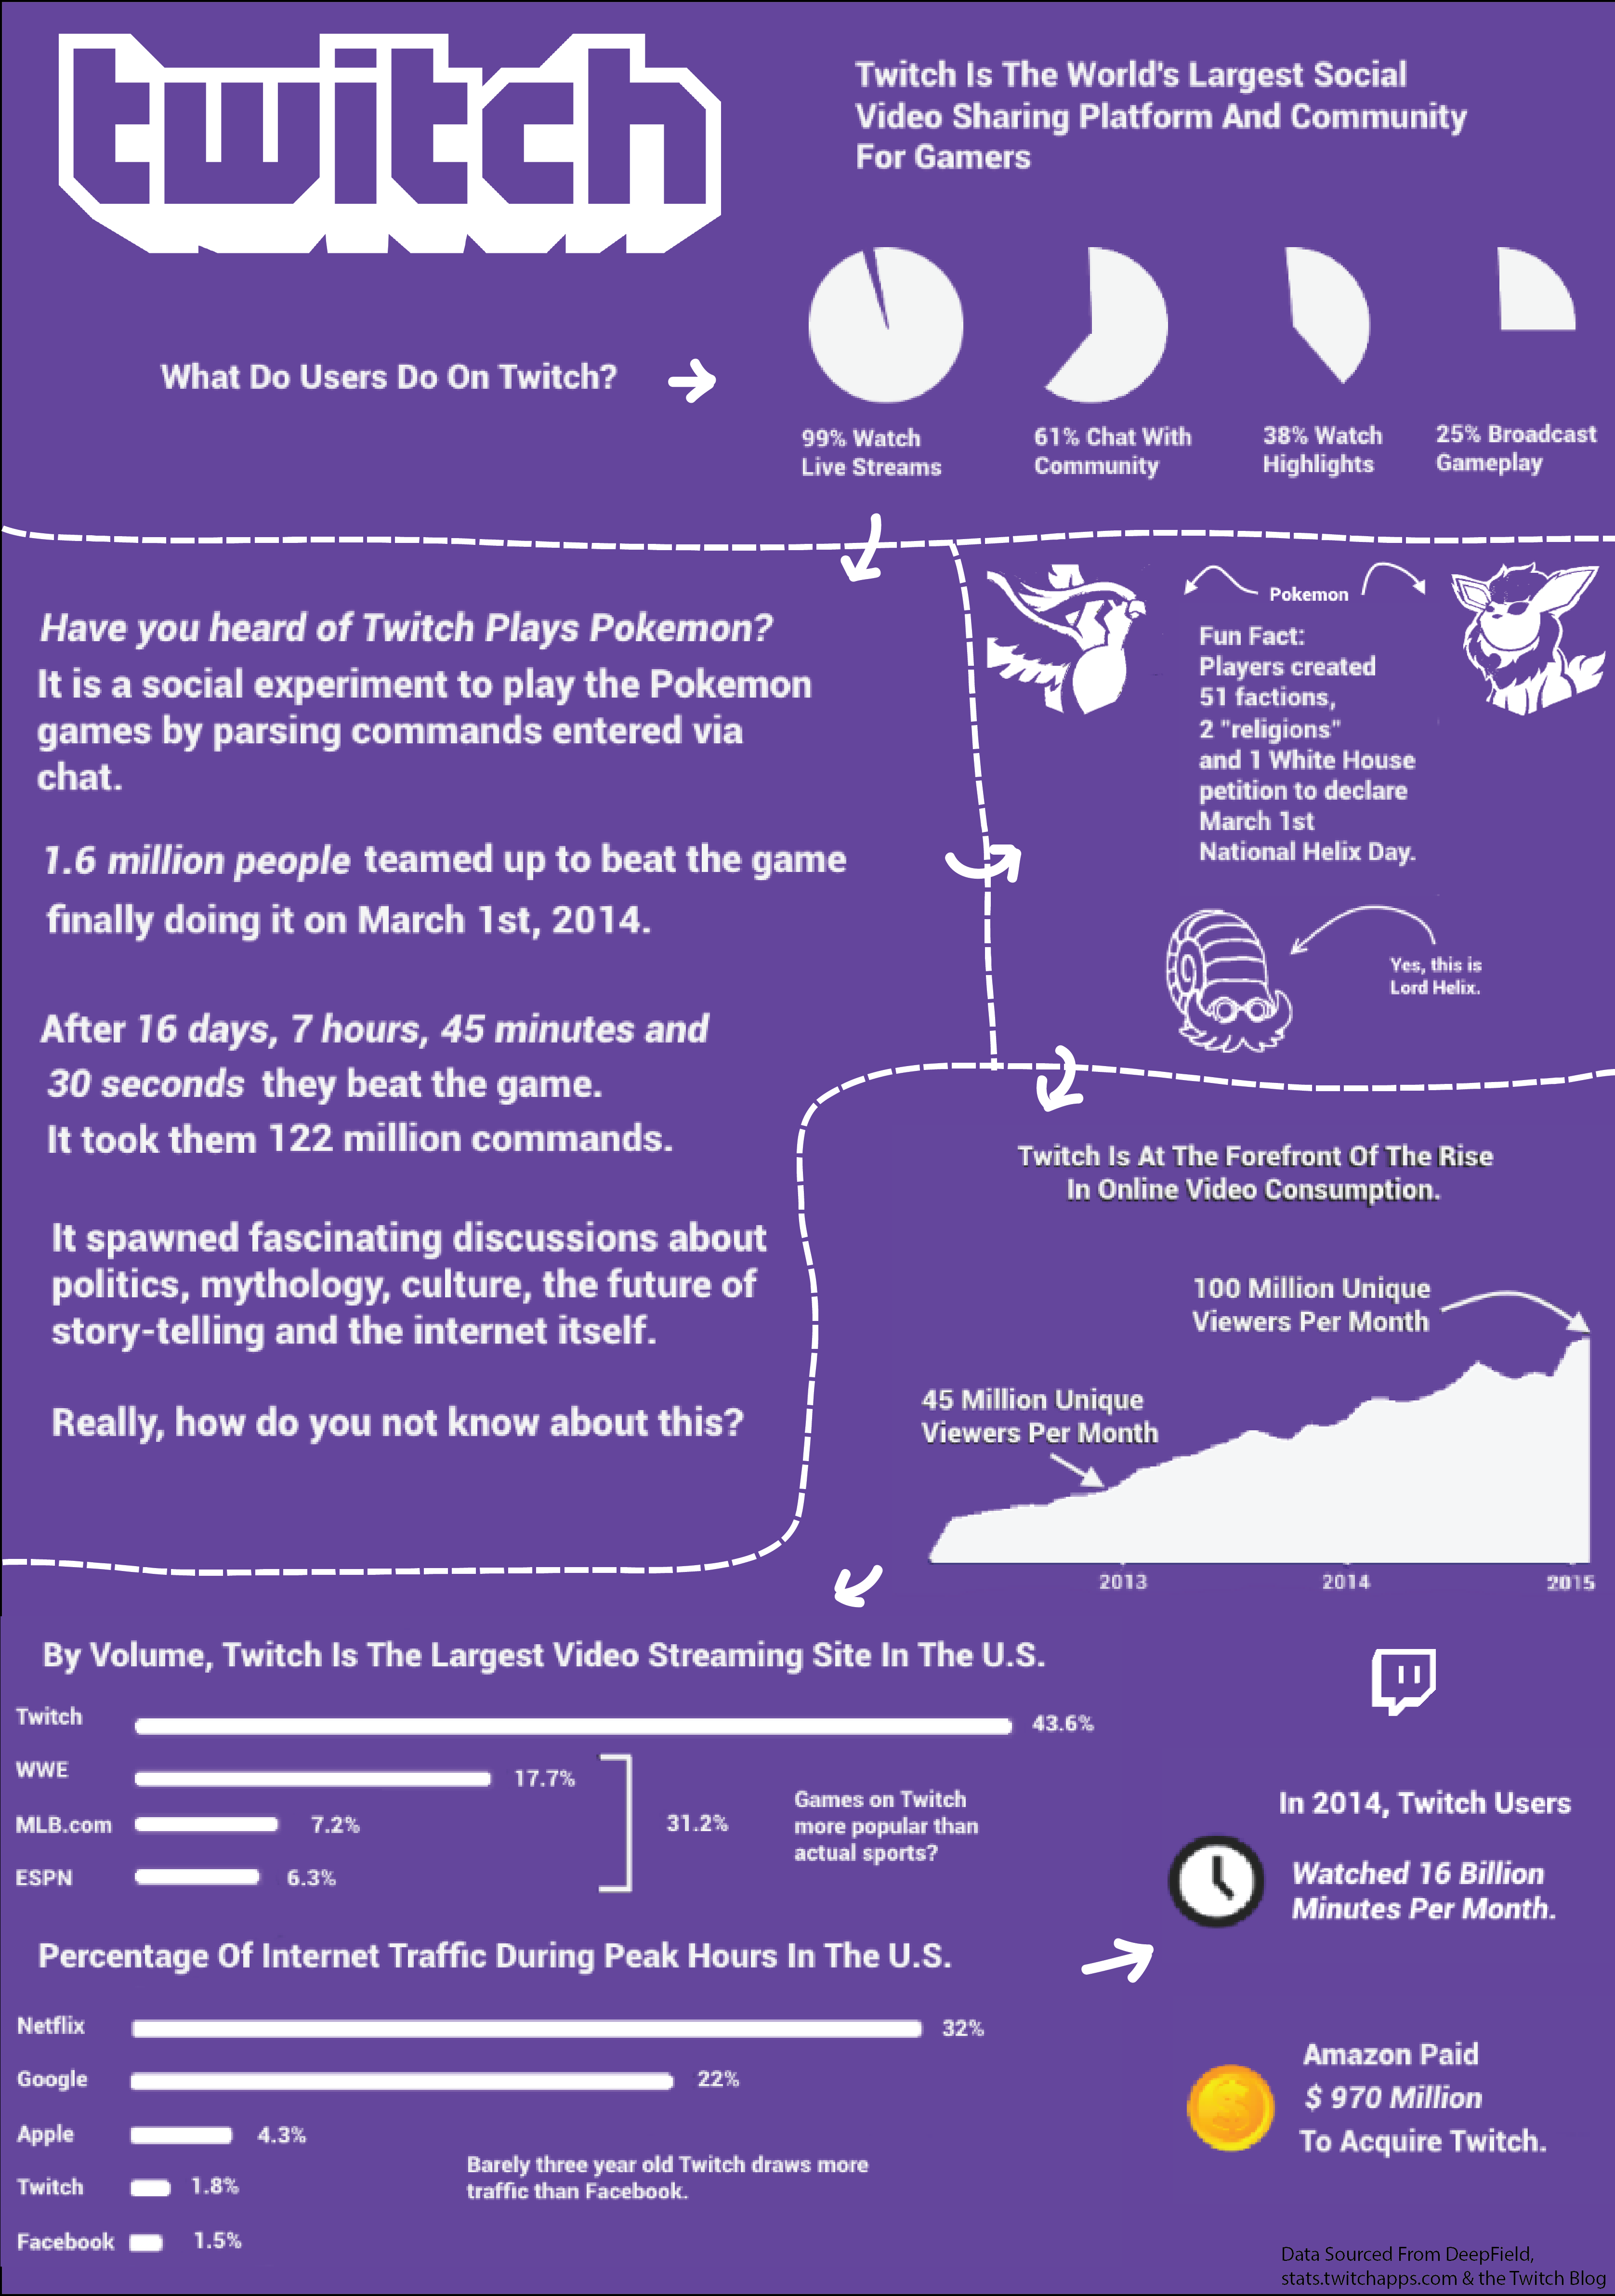 twitch
Twitch Is The World's Largest Social
Video Sharing Platform And Community
For Gamers
What Do Users Do On Twitch?
99% Watch
Live Streams
61% Chat With
Community
38% Watch
Highlights
25% Broadcast
Gameplay
Have you heard of Twitch Plays Pokemon?
It is a social experiment to play the Pokemon
games by parsing commands entered via
chat.
1.6 million people teamed up to beat the game
finally doing it on March 1st, 2014.
After 16 days, 7 hours, 45 minutes and
30 seconds they beat the game.
It took them 122 million commands.
It spawned fascinating discussions about
politics, mythology, culture, the future of
story-telling and the internet itself.
Really, how do you not know about this?
Pokemon
Fun Fact:
Players created
51 factions,
2 "religions"
and 1 White House
petition to declare
March 1st
National Helix Day.
Yes, this is
Lord Helix.
Twitch Is At The Forefront Of The Rise
In Online Video Consumption.
100 Million Unique
Viewers Per Month
45 Million Unique
Viewers Per Month
2013
2014
2015
By Volume, Twitch Is The Largest Video Streaming Site In The U.S.
Twitch
43.6%
WWE
17.7%
MLB.com
7.2%
ESPN
6.3%
31.2%
Games on Twitch
more popular than
actual sports?
Percentage Of Internet Traffic During Peak Hours In The U.S.
Netflix
32%
Google
22%
Apple
4.3%
Twitch
1.8%
Facebook
1.5%
Barely three year old Twitch draws more
traffic than Facebook.
In 2014, Twitch Users
Watched 16 Billion
Minutes Per Month.
Amazon Paid
$ 970 Million
To Acquire Twitch.
Data Sourced From DeepField,
stats.twitchapps.com & the Twitch Blog